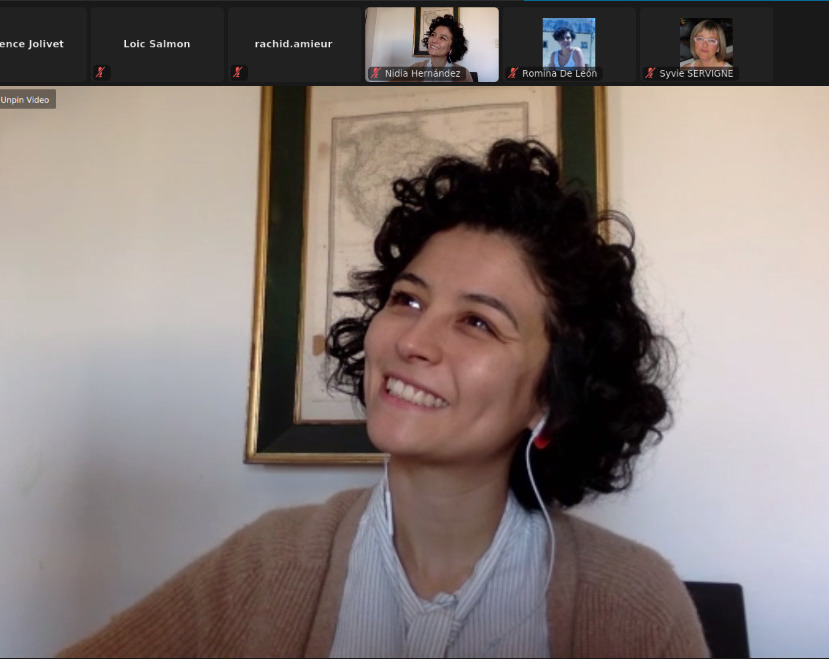 ence Jolivet
Loic Salmon
rachid.amieur
Nidia Hernández
Romina De León
Syvie SERVIGNE
Unpin Video